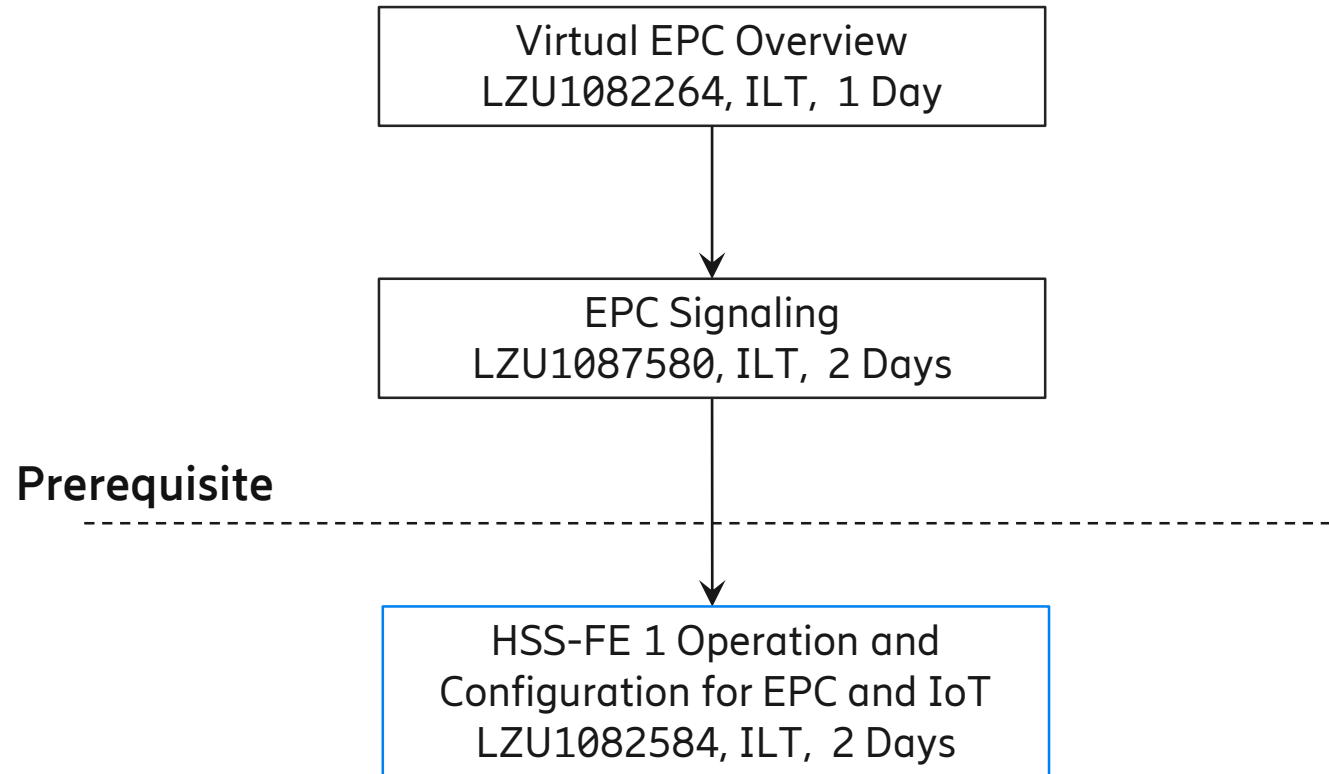 Virtual EPC Overview
LZU1082264, ILT, 1 Day
EPC Signaling
LZU1087580, ILT, 2 Days
Prerequisite
HSS-FE 1 Operation and
Configuration for EPC and IoT
LZU1082584, ILT, 2 Days